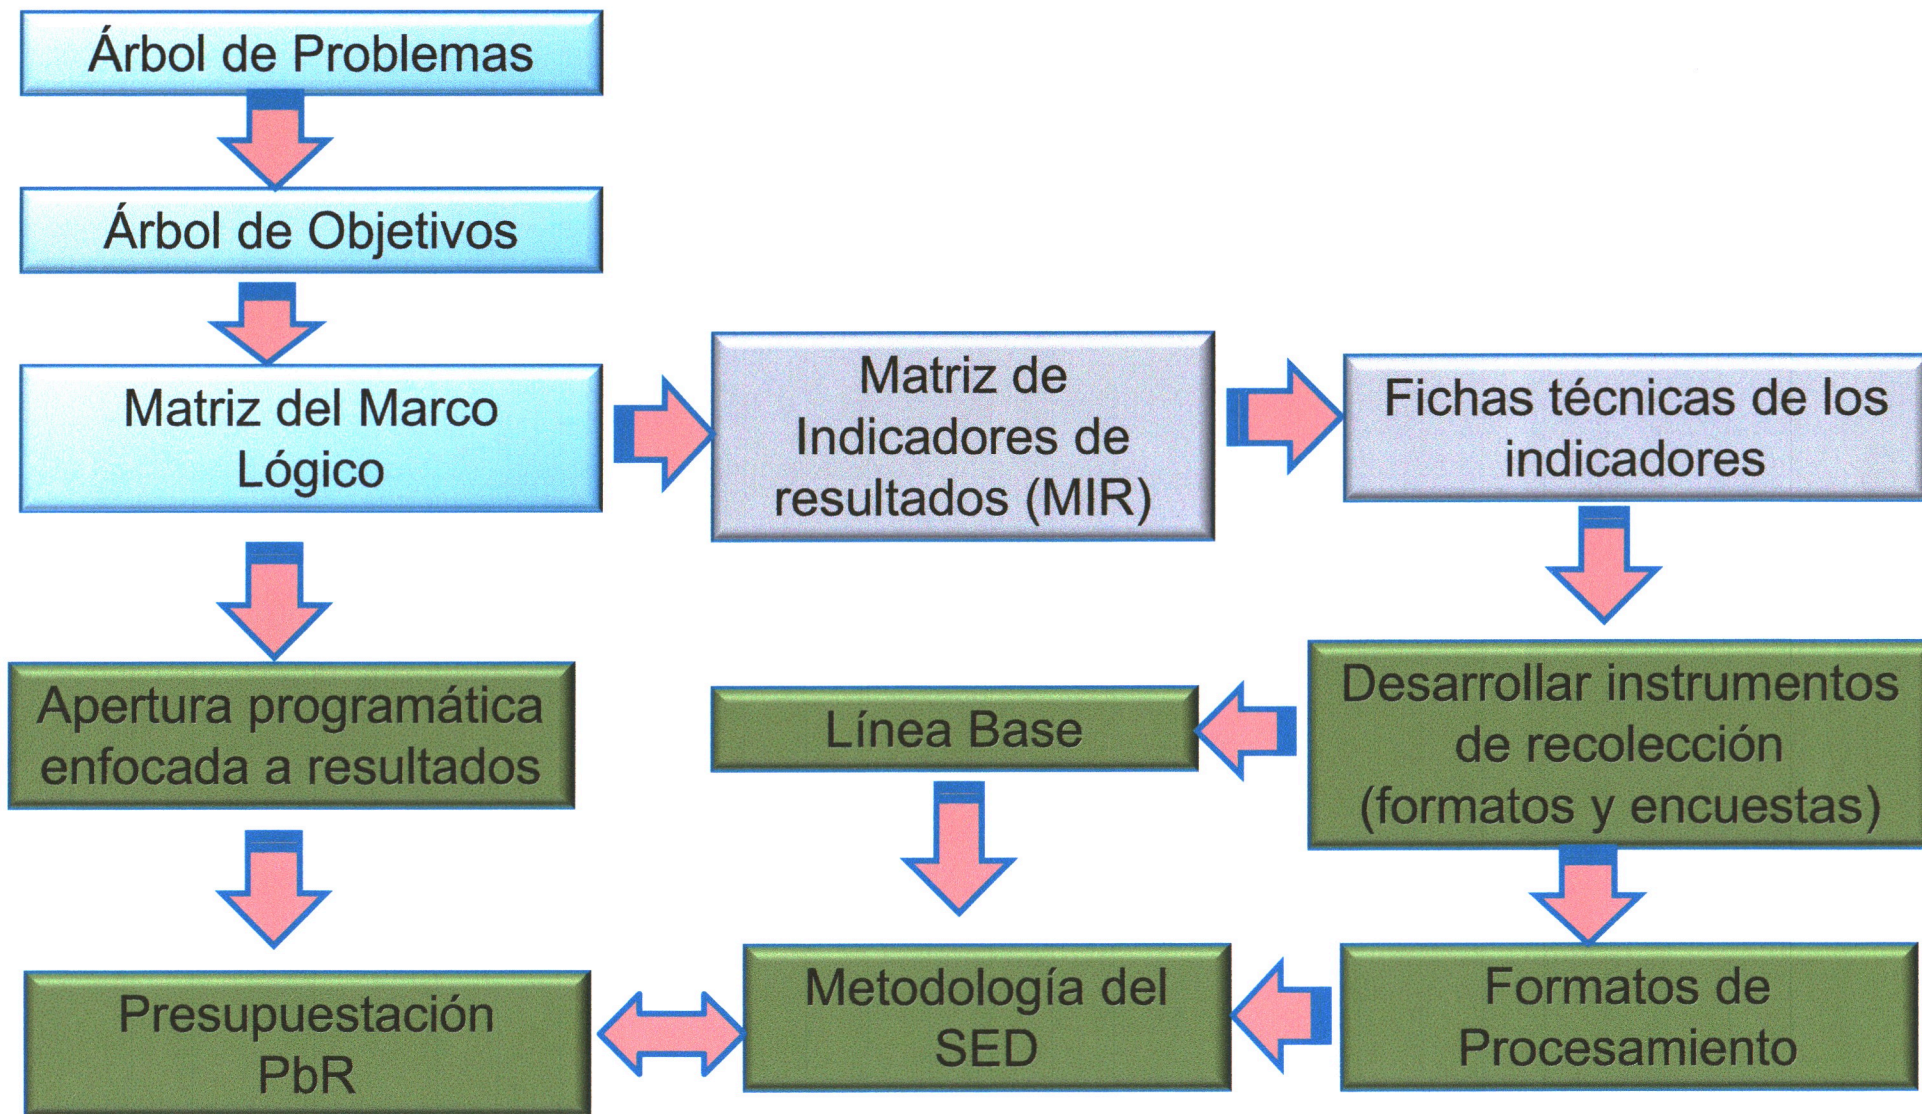 Árbol de Problemas
Árbol de Objetivos
Matriz del Marco
Lógico
Matriz de
Indicadores de
resultados (MIR)
Fichas técnicas de los
indicadores
Apertura programática
enfocada a resultados
Línea Base
Desarrollar instrumentos
de recolección
(formatos y encuestas)
Presupuestación
PbR
Metodología del
SED
Formatos de
Procesamiento